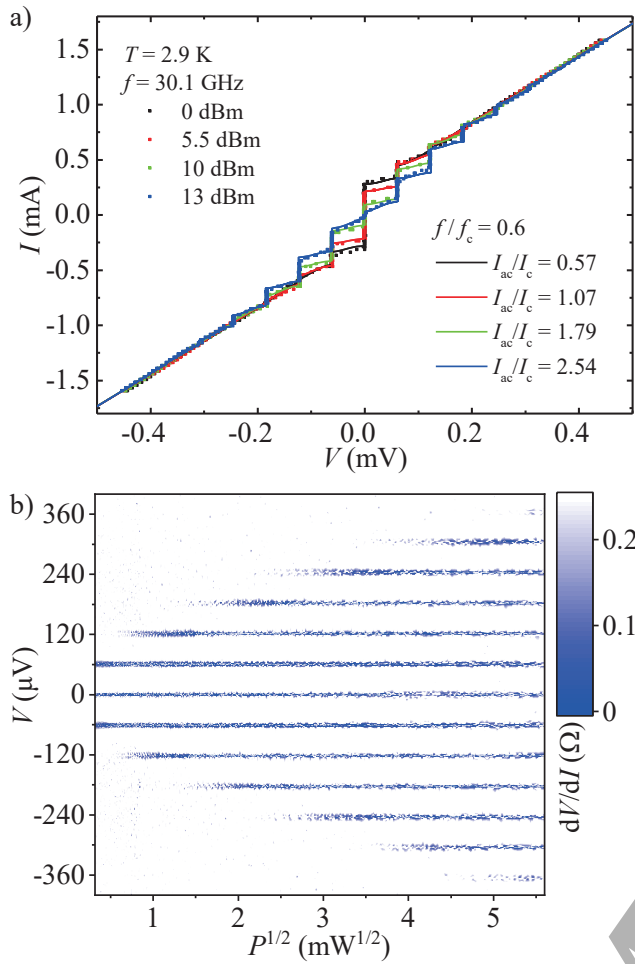 a)
1.5
1.0
0.5
0.0
-0.5
-1.0
-1.5
I (mA)
T = 2.9 K
f = 30.1 GHz
0 dBm
5.5 dBm
10 dBm
13 dBm
f / fc = 0.6
Iac/Ic = 0.57
Iac/Ic = 1.07
Iac/Ic = 1.79
Iac/Ic = 2.54
-0.4 -0.2 0.0 0.2 0.4
V (mV)
b)
360
240
120
0
-120
-240
-360
V (μV)
1 2 3 4 5
P1/2 (mW1/2)
0.2
0.1
0
dV/dI (Ω)